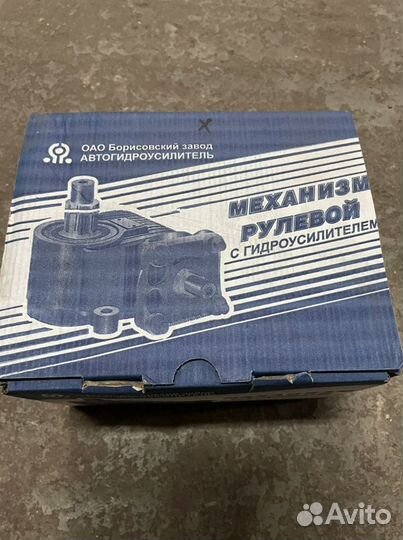 ОАО Борисовский завод
АВТОГИДРОУСИЛИТЕЛЬ
МЕХАНИЗМ
РУЛЕВОЙ
С ГИДРОУСИЛИТЕЛЕМ
Avito